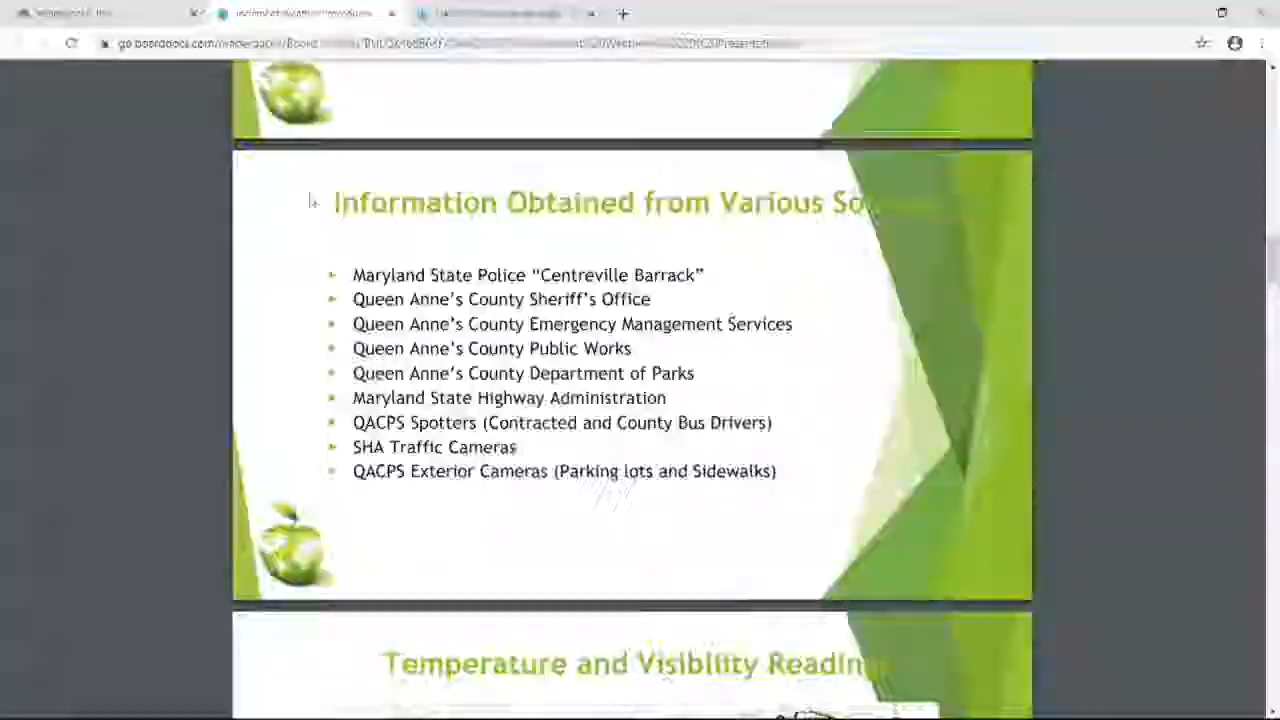 Information Obtained from Various
Maryland State Police “Centreville Barrack”
Queen Anne’s County Sheriff’s Office
Queen Anne’s County Emergency Management Services
Queen Anne’s County Public Works
Queen Anne’s County Department of Parks
Maryland State Highway Administration
QACPS Spotters (Contracted and County Bus Drivers)
SHA Traffic Cameras
QACPS Exterior Cameras (Parking lots and Sidewalks)
Temperature and Visibility